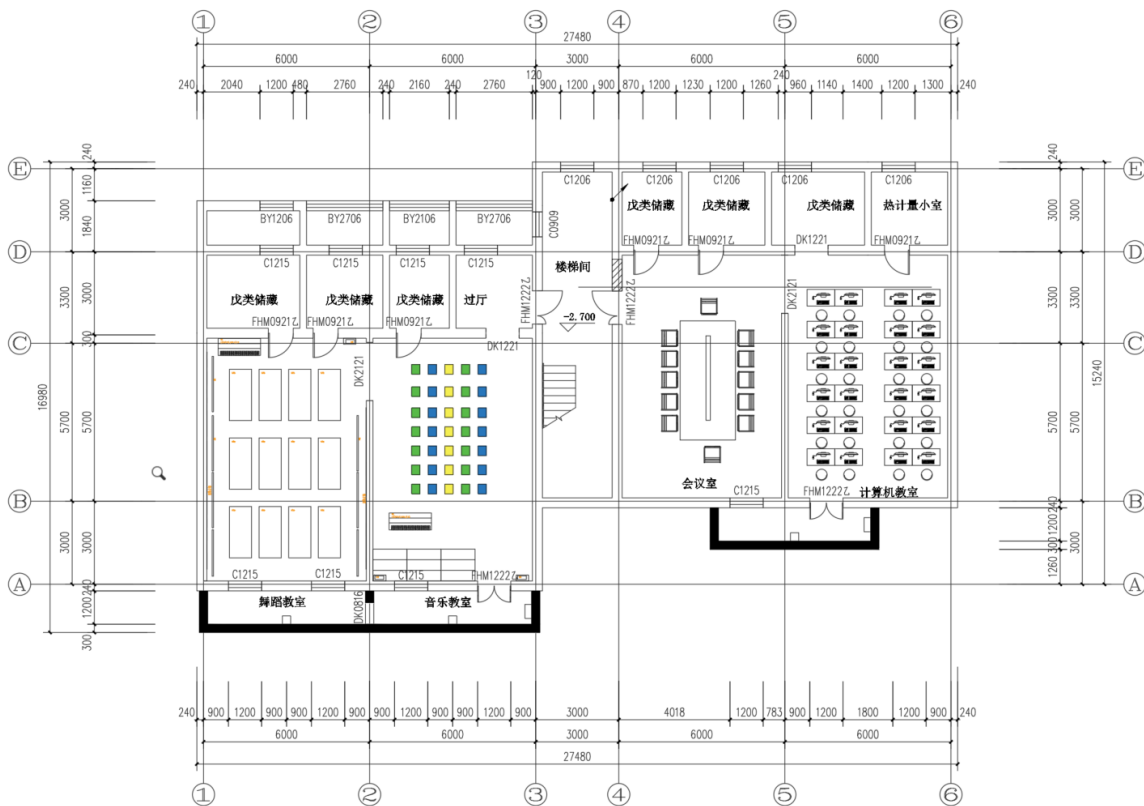 ① ② ③ ④ ⑤ ⑥
27480
6000 6000 3000 6000 6000
240 2040 1200 480 2760 240 2160 240 2760 120 900 1200 900 870 1200 1230 1200 1260 240 960 1140 1400 1200 1300 240
Ⓔ Ⓔ
C1206 C1206 C1206 C1206 C1206
戊类储藏 戊类储藏 戊类储藏 热计量小室
BY1206 BY2706 BY2106 BY2706 C0909
FHM0921乙 FHM0921乙 DK1221 FHM0921乙
Ⓓ Ⓓ
C1215 C1215 C1215 C1215 楼梯间
戊类储藏 戊类储藏 戊类储藏 过厅 FHM1222乙 FHM1222乙 DK2121
FHM0921乙 FHM0921乙 FHM0921乙 -2.700
Ⓒ Ⓒ
DK1221
DK2121
会议室 计算机教室
C1215 FHM1222乙
Ⓑ Ⓑ
C1215 C1215 C1215 FHM1222乙
Ⓐ Ⓐ
舞蹈教室 DK0816 音乐教室
16980
3000 3300 5700 3000
240 1160 1840 3000 300 5700 3000 240 1200 300
240 3000 3300 5700 240 1200 300 1260
3000 3300 5700 3000
15240
240 900 1200 900 900 1200 900 900 1200 900 1200 900 3000 4018 1200 783 900 1200 1800 1200 900 240
6000 6000 3000 6000 6000
27480
① ② ③ ④ ⑤ ⑥